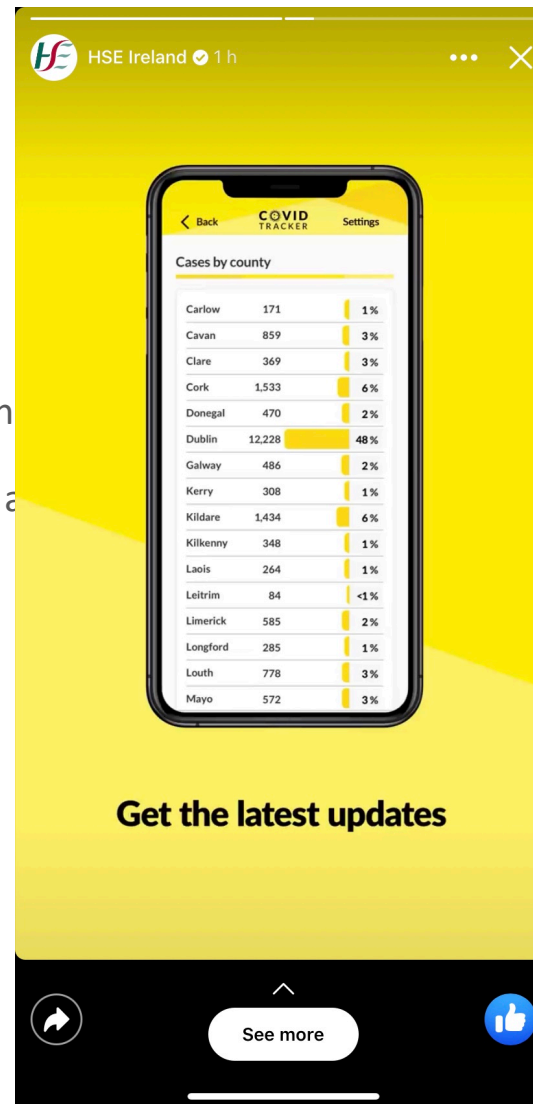 HSE Ireland 1 h
Back COVID TRACKER Settings
Cases by county
Carlow 171 1%
Cavan 859 3%
Clare 369 3%
Cork 1,533 6%
Donegal 470 2%
Dublin 12,228 48%
Galway 486 2%
Kerry 308 1%
Kildare 1,434 6%
Kilkenny 348 1%
Laois 264 1%
Leitrim 84 <1%
Limerick 585 2%
Longford 285 1%
Louth 778 3%
Mayo 572 3%
Get the latest updates
See more